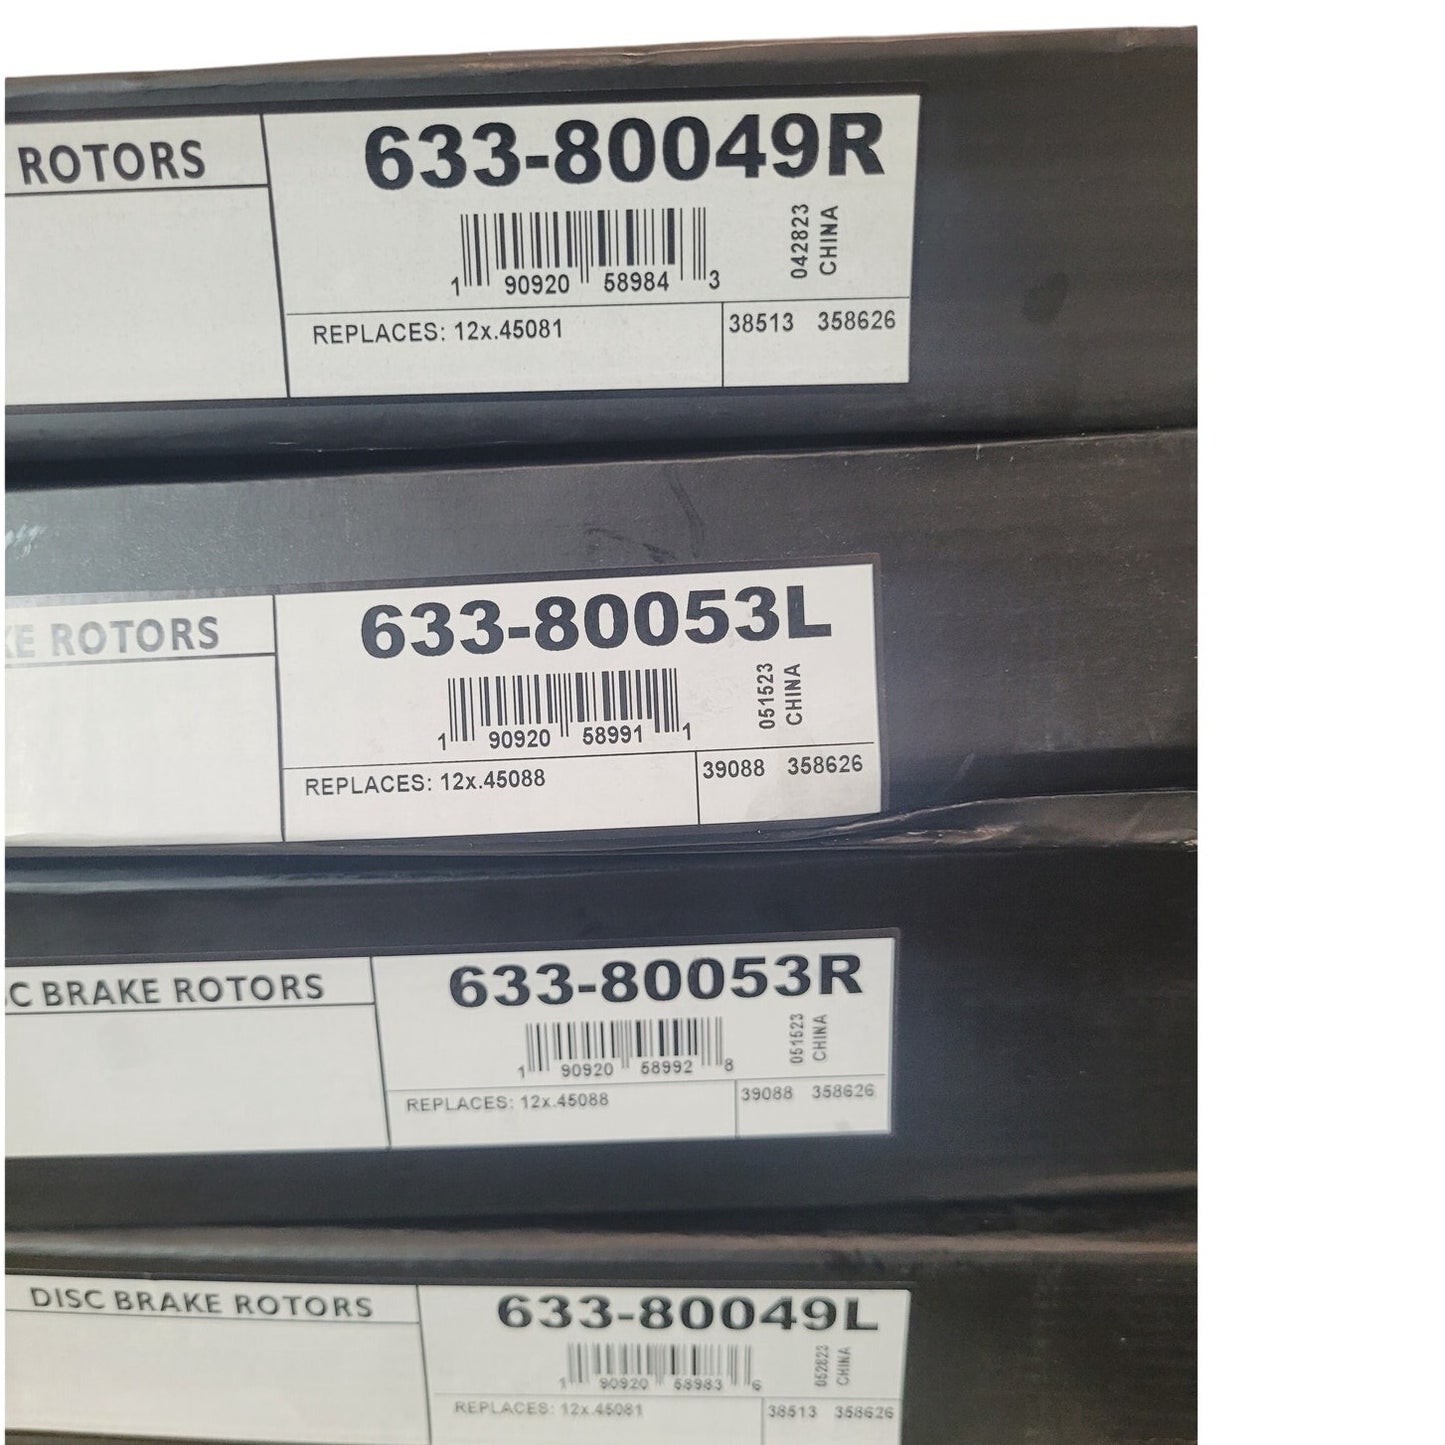 ROTORS
633-80049R
1 90920 58984 3
042823
CHINA
REPLACES: 12x.45081
38513 358626
KE ROTORS
633-80053L
1 90920 58991 1
051523
CHINA
REPLACES: 12x.45088
39088 358626
C BRAKE ROTORS
633-80053R
1 90920 58992 8
051523
CHINA
REPLACES: 12x.45088
39088 358626
DISC BRAKE ROTORS
633-80049L
1 90920 58983 6
052823
CHINA
REPLACES: 12x.45081
38513 358626